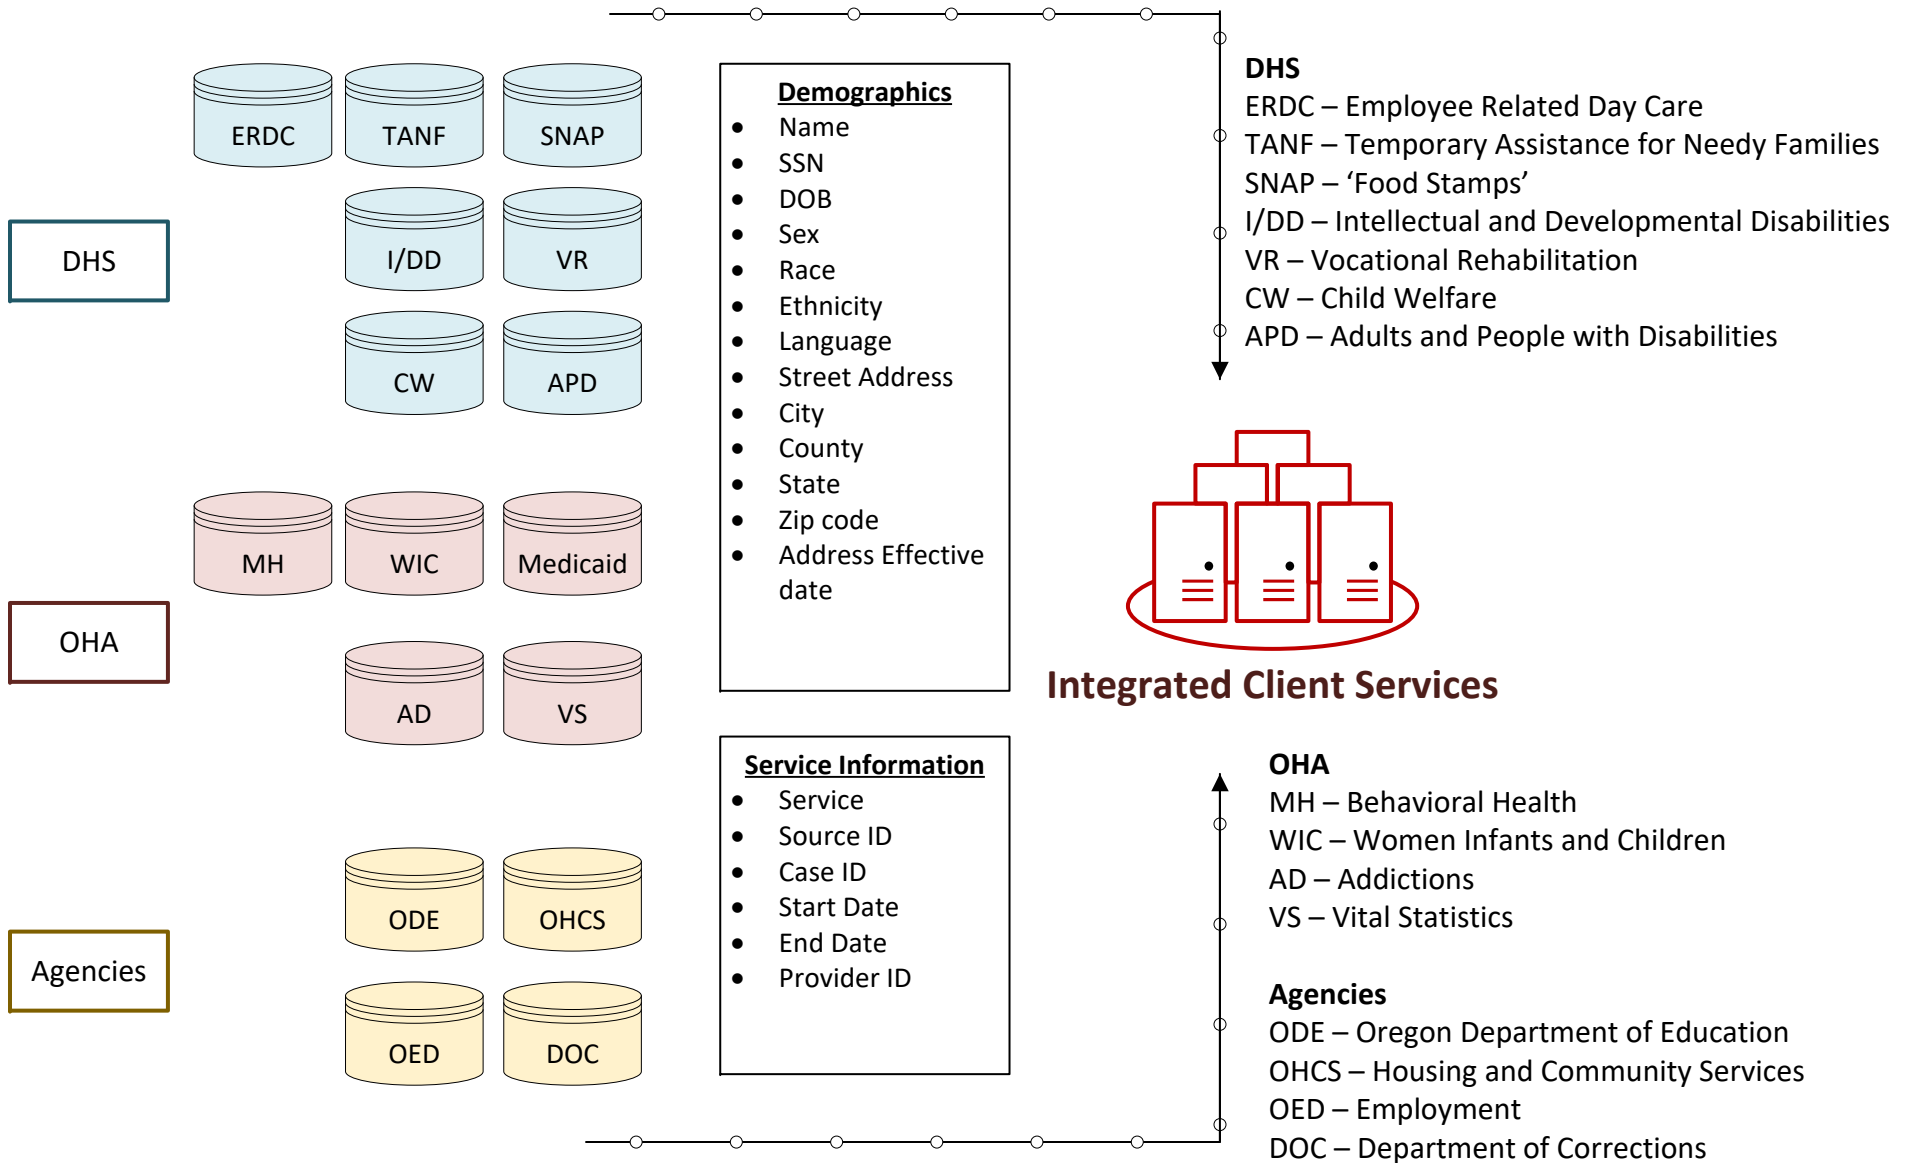 DHS
ERDC
TANF
SNAP
I/DD
VR
CW
APD
OHA
MH
WIC
Medicaid
AD
VS
Agencies
ODE
OHCS
OED
DOC
Demographics
• Name
• SSN
• DOB
• Sex
• Race
• Ethnicity
• Language
• Street Address
• City
• County
• State
• Zip code
• Address Effective
date
Service Information
• Service
• Source ID
• Case ID
• Start Date
• End Date
• Provider ID
DHS
ERDC – Employee Related Day Care
TANF – Temporary Assistance for Needy Families
SNAP – ‘Food Stamps’
I/DD – Intellectual and Developmental Disabilities
VR – Vocational Rehabilitation
CW – Child Welfare
APD – Adults and People with Disabilities
Integrated Client Services
OHA
MH – Behavioral Health
WIC – Women Infants and Children
AD – Addictions
VS – Vital Statistics
Agencies
ODE – Oregon Department of Education
OHCS – Housing and Community Services
OED – Employment
DOC – Department of Corrections